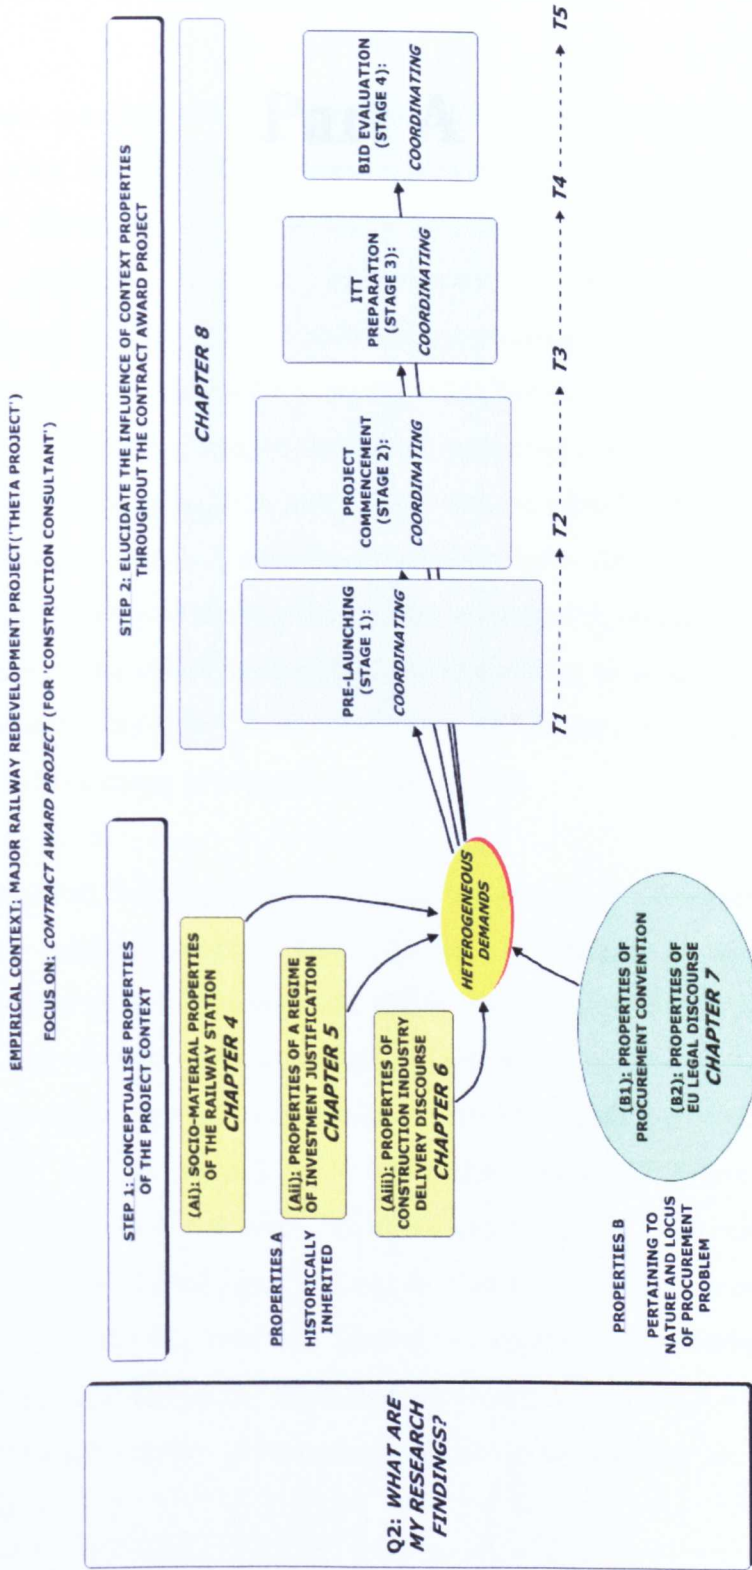 EMPIRICAL CONTEXT: MAJOR RAILWAY REDEVELOPMENT PROJECT('THETA PROJECT')
FOCUS ON: CONTRACT AWARD PROJECT (FOR 'CONSTRUCTION CONSULTANT')
Q2: WHAT ARE
MY RESEARCH
FINDINGS?
STEP 1: CONCEPTUALISE PROPERTIES
OF THE PROJECT CONTEXT
(Ai): SOCIO-MATERIAL PROPERTIES
OF THE RAILWAY STATION
CHAPTER 4
PROPERTIES A
HISTORICALLY
INHERITED
(Aii): PROPERTIES OF A REGIME
OF INVESTMENT JUSTIFICATION
CHAPTER 5
(Aiii): PROPERTIES OF
CONSTRUCTION INDUSTRY
DELIVERY DISCOURSE
CHAPTER 6
HETEROGENEOUS
DEMANDS
PROPERTIES B
PERTAINING TO
NATURE AND LOCUS
OF PROCUREMENT
PROBLEM
(B1): PROPERTIES OF
PROCUREMENT CONVENTION
(B2): PROPERTIES OF
EU LEGAL DISCOURSE
CHAPTER 7
STEP 2: ELUCIDATE THE INFLUENCE OF CONTEXT PROPERTIES
THROUGHOUT THE CONTRACT AWARD PROJECT
CHAPTER 8
PRE-LAUNCHING
(STAGE 1):
COORDINATING
PROJECT
COMMENCEMENT
(STAGE 2):
COORDINATING
ITT
PREPARATION
(STAGE 3):
COORDINATING
BID EVALUATION
(STAGE 4):
COORDINATING
T1 T2 T3 T4 T5